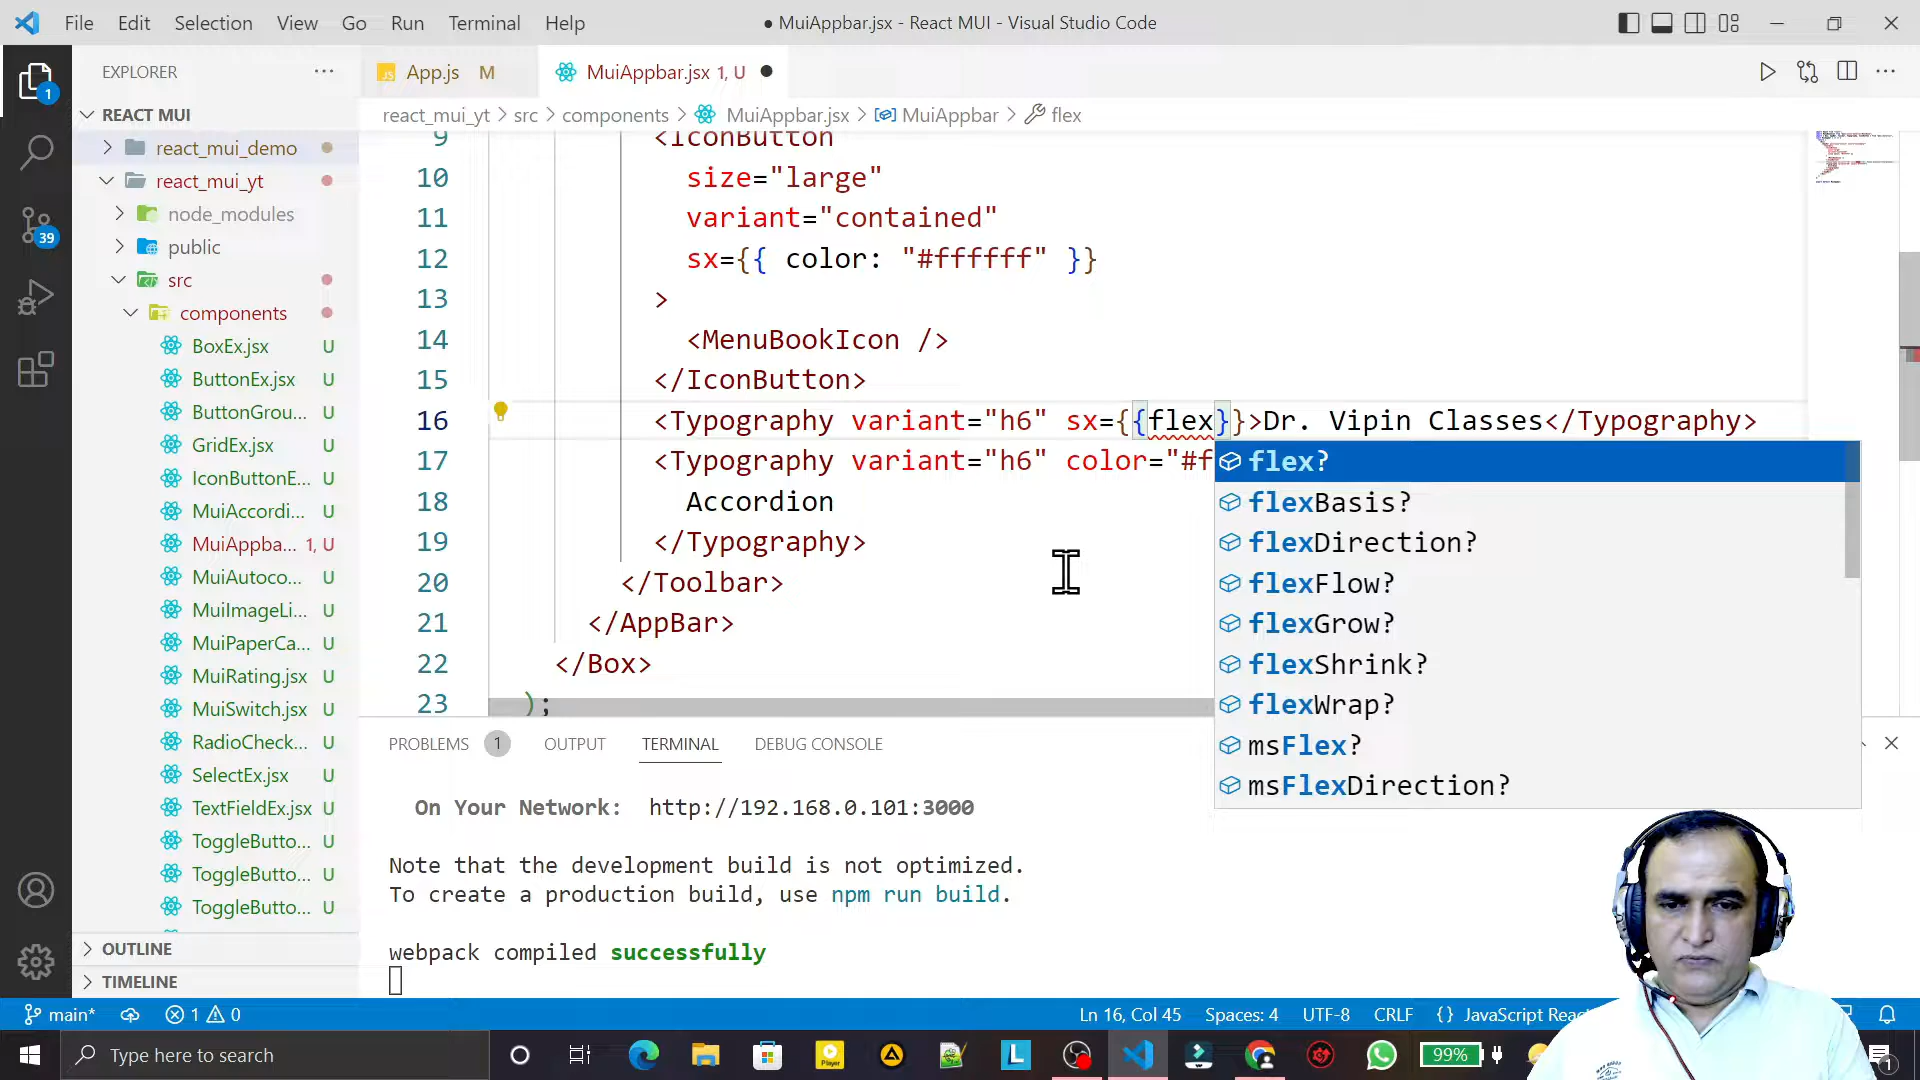 File Edit Selection View Go Run Terminal Help
● MuiAppbar.jsx - React MUI - Visual Studio Code
EXPLORER
App.js M
MuiAppbar.jsx 1, U
REACT MUI
react_mui_yt > src > components > MuiAppbar.jsx > MuiAppbar > flex
react_mui_demo
react_mui_yt
node_modules
public
src
components
BoxEx.jsx U
ButtonEx.jsx U
ButtonGrou... U
GridEx.jsx U
IconButtonE... U
MuiAccordi... U
MuiAppba... 1, U
MuiAutoco... U
MuiImageLi... U
MuiPaperCa... U
MuiRating.jsx U
MuiSwitch.jsx U
RadioCheck... U
SelectEx.jsx U
TextFieldEx.jsx U
ToggleButto... U
ToggleButto... U
ToggleButto... U
OUTLINE
TIMELINE
1
39
9 <IconButton
10 size="large"
11 variant="contained"
12 sx={{ color: "#ffffff" }}
13 >
14 <MenuBookIcon />
15 </IconButton>
16 <Typography variant="h6" sx={{flex}}>Dr. Vipin Classes</Typography>
17 <Typography variant="h6" color="#f
18 Accordion
19 </Typography>
20 </Toolbar>
21 </AppBar>
22 </Box>
23 );
flex?
flexBasis?
flexDirection?
flexFlow?
flexGrow?
flexShrink?
flexWrap?
msFlex?
msFlexDirection?
PROBLEMS 1 OUTPUT TERMINAL DEBUG CONSOLE
On Your Network: http://192.168.0.101:3000
Note that the development build is not optimized.
To create a production build, use npm run build.
webpack compiled successfully
main* 1 0
Ln 16, Col 45 Spaces: 4 UTF-8 CRLF {} JavaScript Reac
Type here to search
99%
1